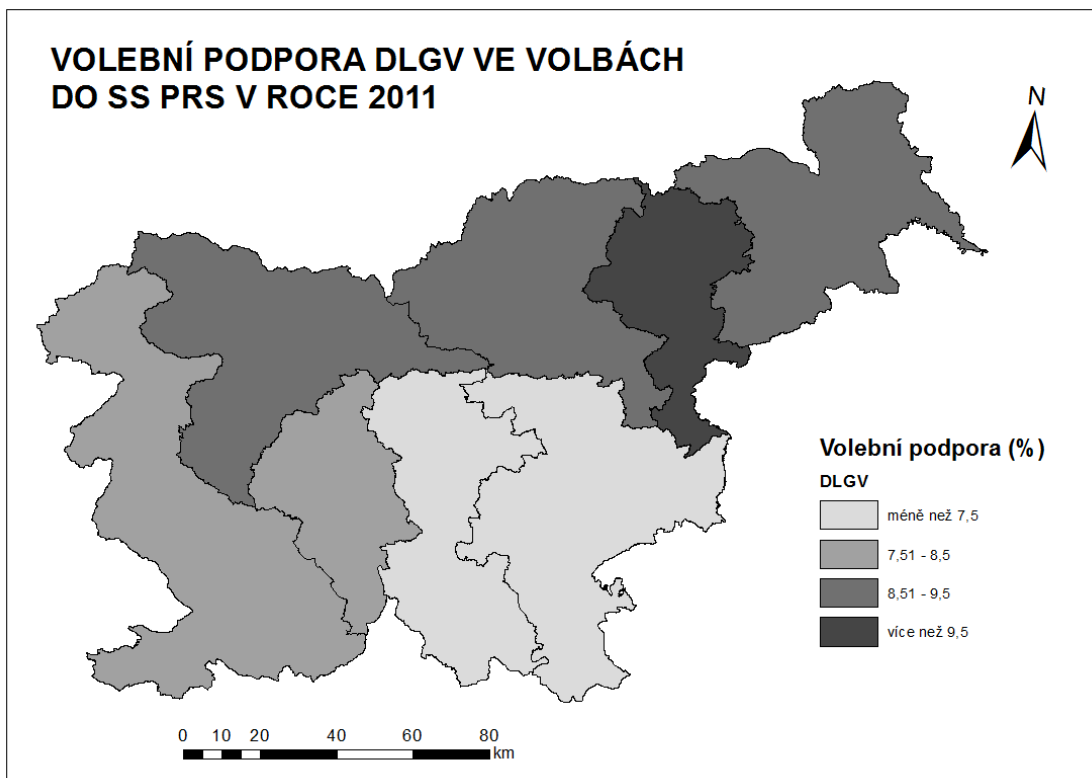 VOLEBNÍ PODPORA DLGV VE VOLBÁCH
DO SS PRS V ROCE 2011
N
Volební podpora (%)
DLGV
méně než 7,5
7,51 - 8,5
8,51 - 9,5
více než 9,5
0 10 20 40 60 80
km